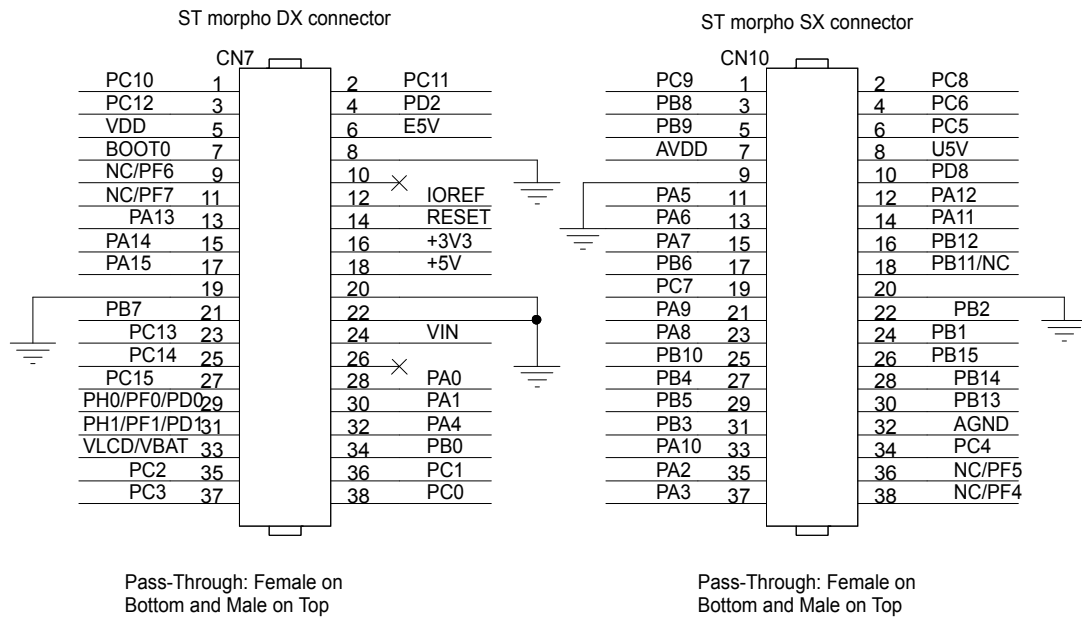 ST morpho DX connector
CN7
PC10 1 2 PC11
PC12 3 4 PD2
VDD 5 6 E5V
BOOT0 7 8
NC/PF6 9 10
NC/PF7 11 12 IOREF
PA13 13 14 RESET
PA14 15 16 +3V3
PA15 17 18 +5V
19 20
PB7 21 22
PC13 23 24 VIN
PC14 25 26
PC15 27 28 PA0
PH0/PF0/PD0 29 30 PA1
PH1/PF1/PD1 31 32 PA4
VLCD/VBAT 33 34 PB0
PC2 35 36 PC1
PC3 37 38 PC0
Pass-Through: Female on
Bottom and Male on Top
ST morpho SX connector
CN10
PC9 1 2 PC8
PB8 3 4 PC6
PB9 5 6 PC5
AVDD 7 8 U5V
9 10 PD8
PA5 11 12 PA12
PA6 13 14 PA11
PA7 15 16 PB12
PB6 17 18 PB11/NC
PC7 19 20
PA9 21 22 PB2
PA8 23 24 PB1
PB10 25 26 PB15
PB4 27 28 PB14
PB5 29 30 PB13
PB3 31 32 AGND
PA10 33 34 PC4
PA2 35 36 NC/PF5
PA3 37 38 NC/PF4
Pass-Through: Female on
Bottom and Male on Top